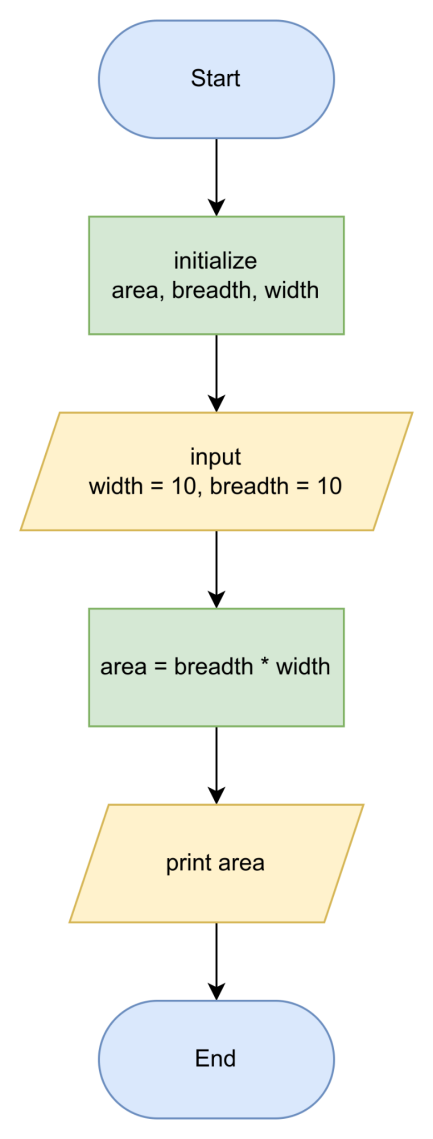 Start
initialize
area, breadth, width
input
width = 10, breadth = 10
area = breadth * width
print area
End